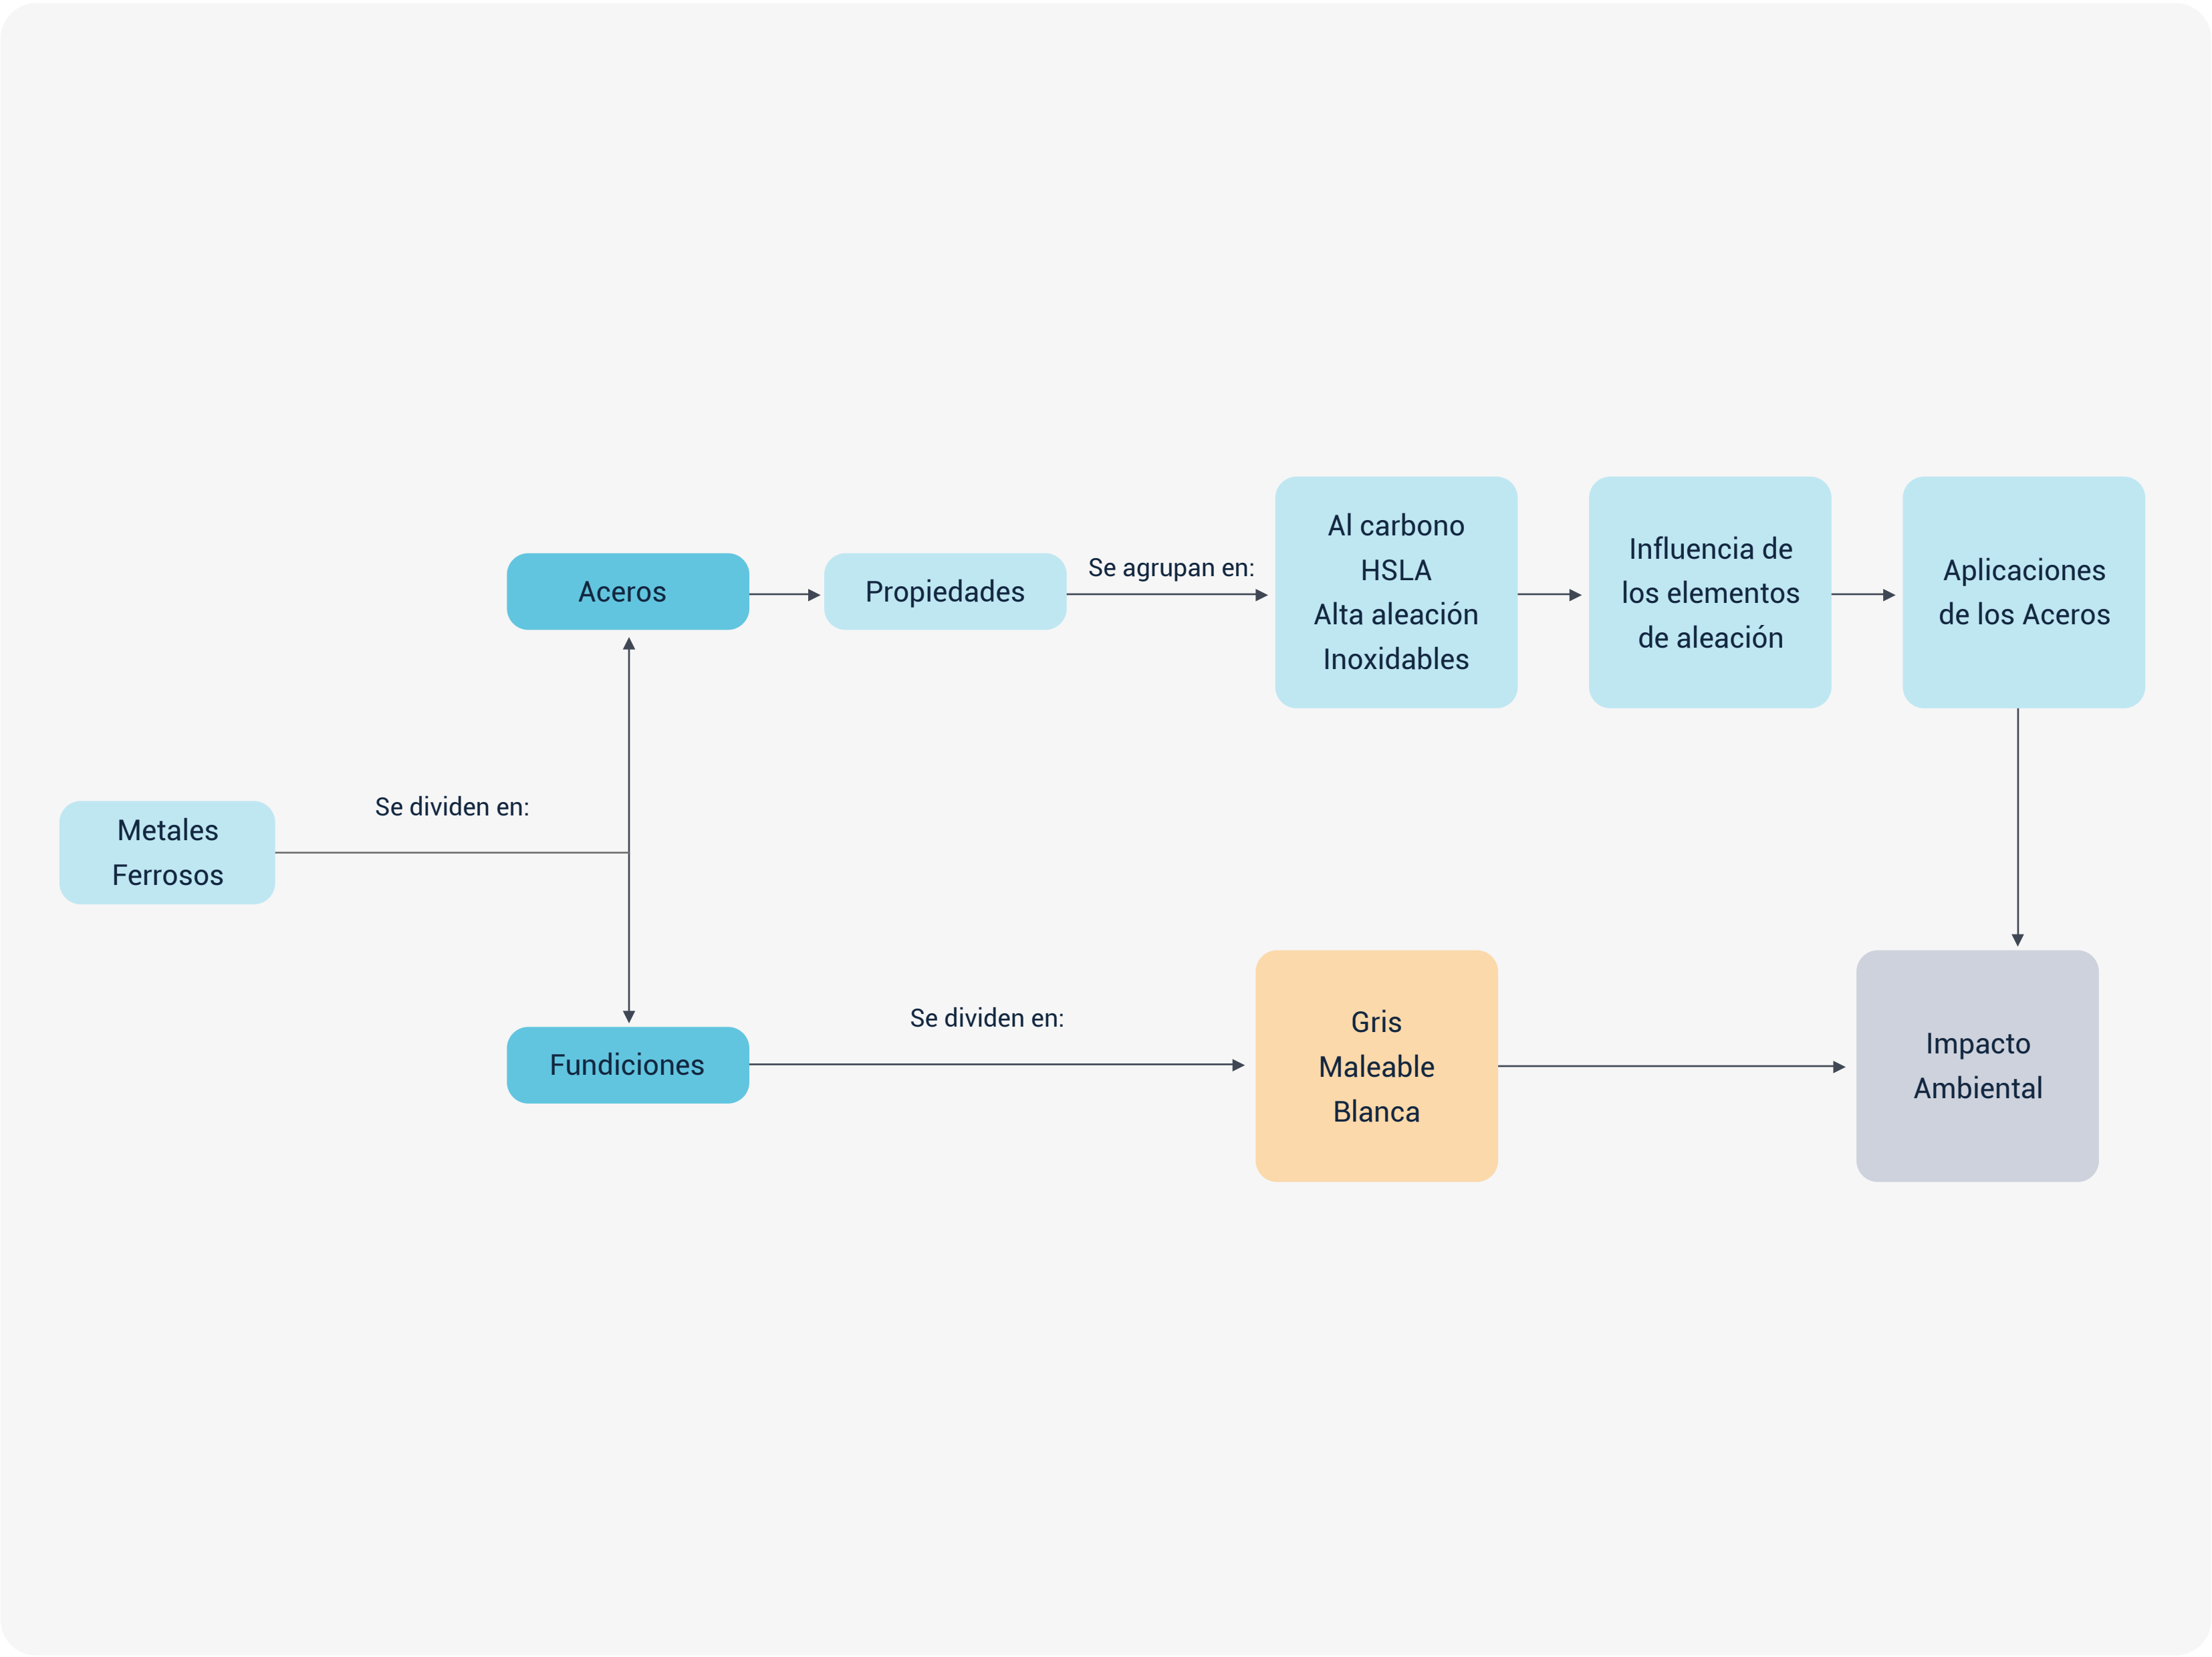 Metales
Ferrosos
Se dividen en:
Aceros
Propiedades
Se agrupan en:
Al carbono
HSLA
Alta aleación
Inoxidables
Influencia de
los elementos
de aleación
Aplicaciones
de los Aceros
Fundiciones
Se dividen en:
Gris
Maleable
Blanca
Impacto
Ambiental